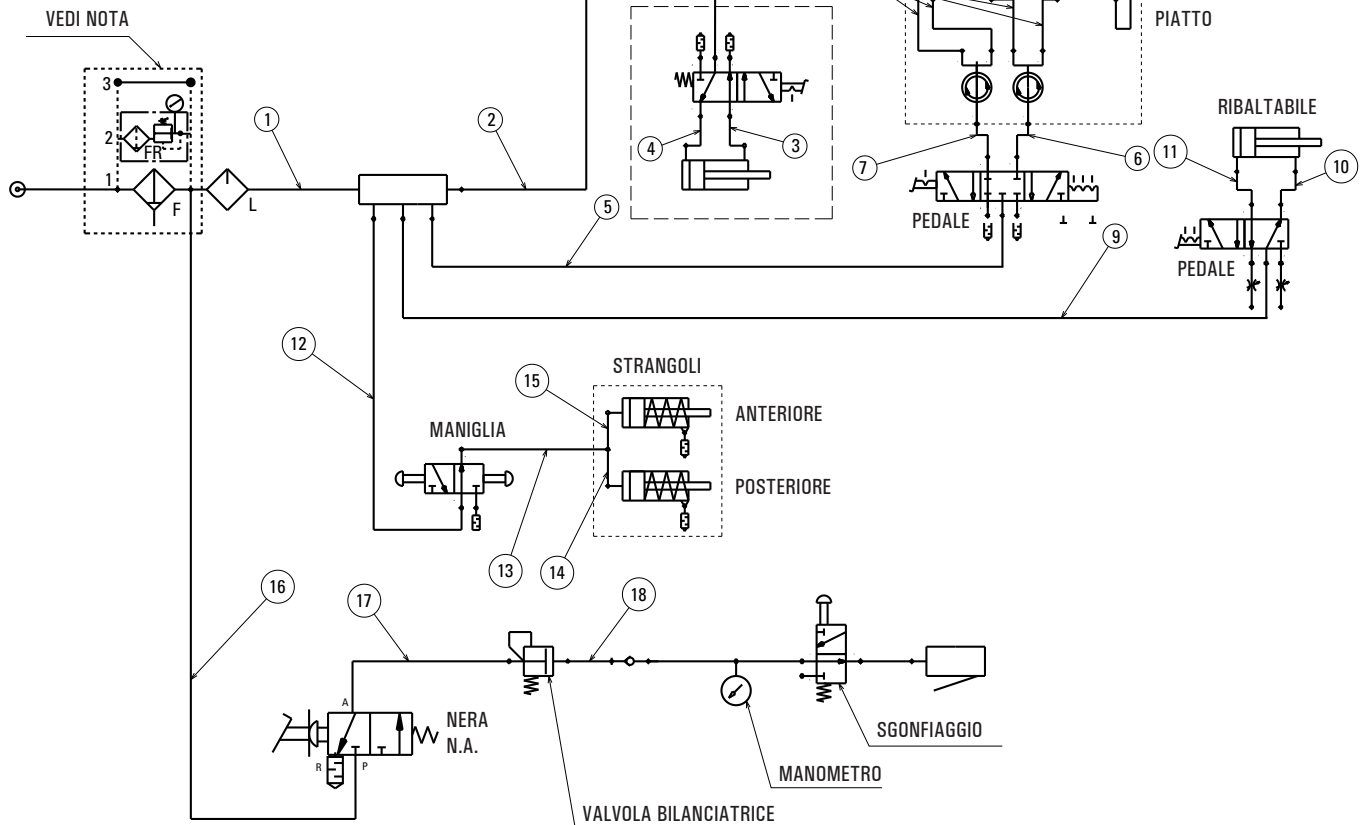 VEDI NOTA
PIATTO
3
2
FR
1
F
L
1
2
4
3
7
6
RIBALTABILE
11
10
5
PEDALE
9
PEDALE
12
STRANGOLI
15
ANTERIORE
MANIGLIA
POSTERIORE
13
14
16
17
18
A
NERA
N.A.
R
P
SGONFIAGGIO
MANOMETRO
VALVOLA BILANCIATRICE